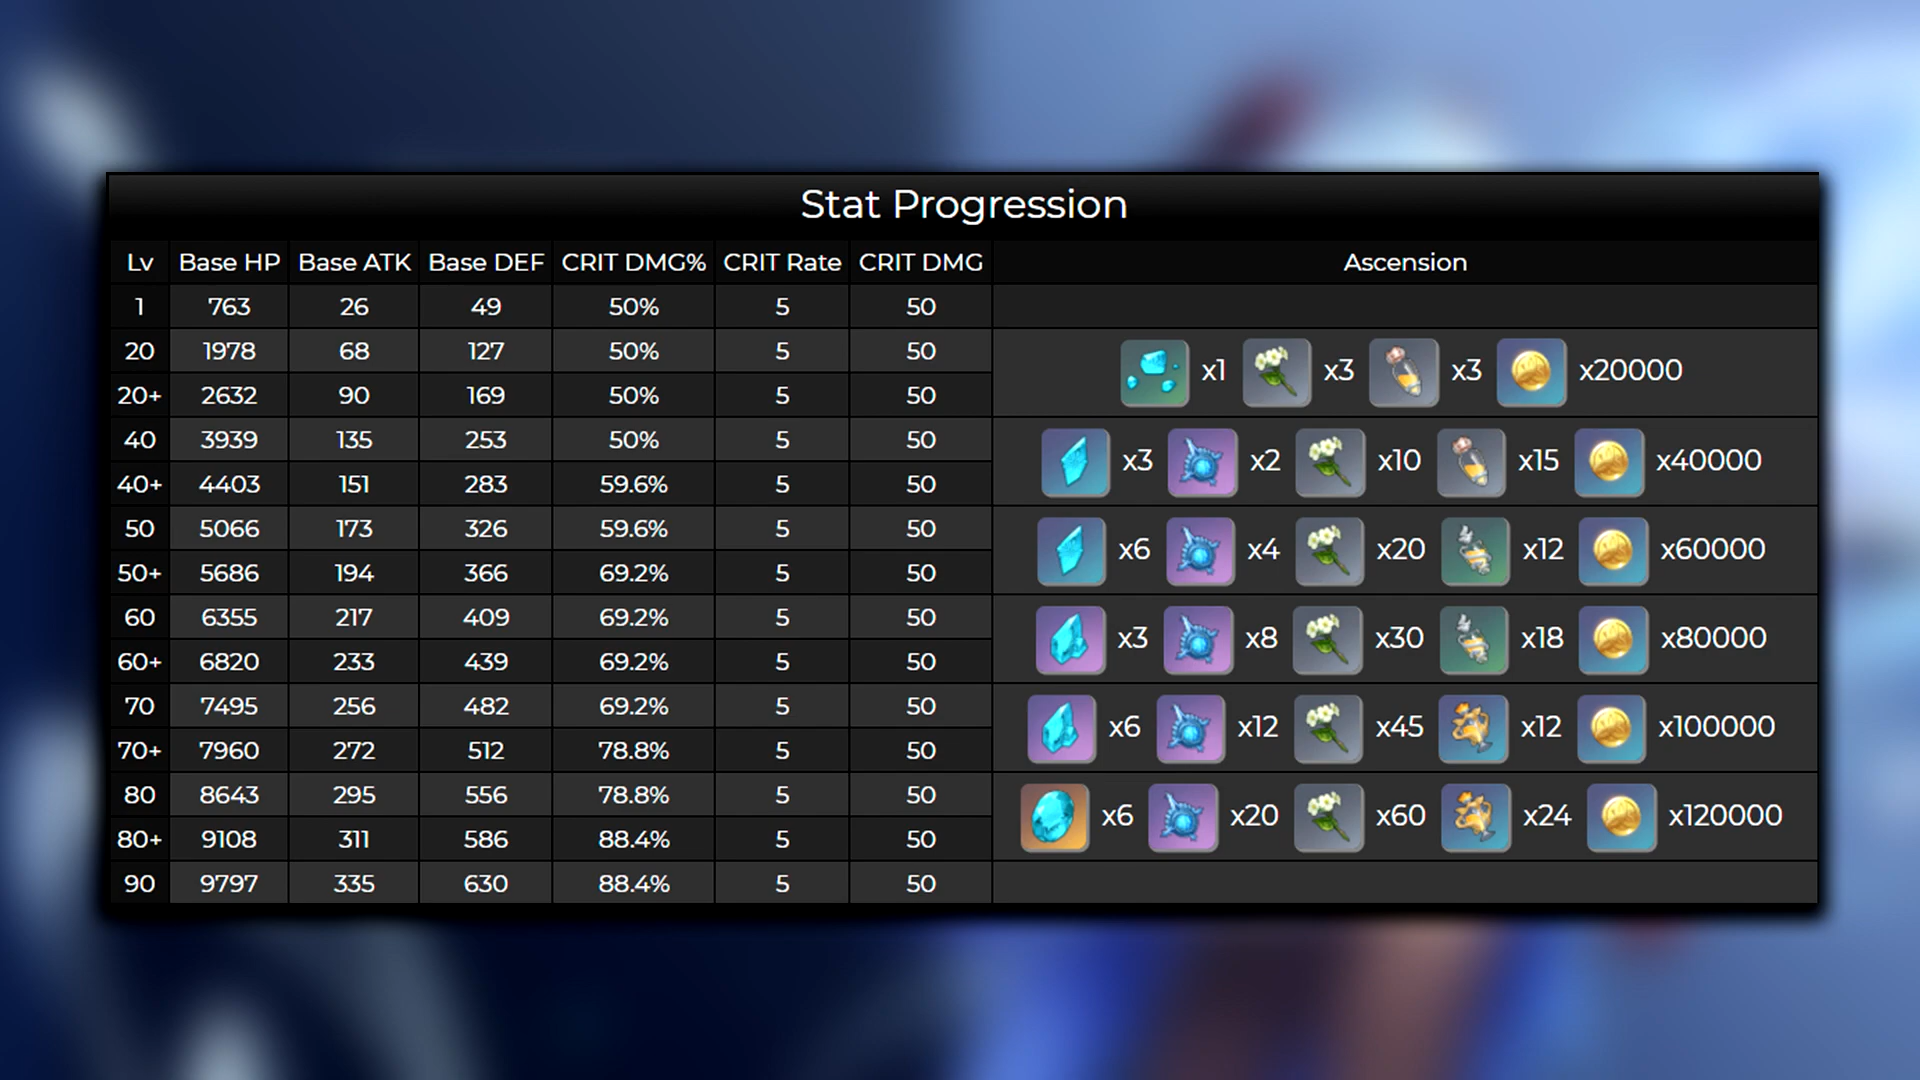 Stat Progression
Lv Base HP Base ATK Base DEF CRIT DMG% CRIT Rate CRIT DMG Ascension
1 763 26 49 50% 5 50
20 1978 68 127 50% 5 50
x1 x3 x3 x20000
20+ 2632 90 169 50% 5 50
40 3939 135 253 50% 5 50
x3 x2 x10 x15 x40000
40+ 4403 151 283 59.6% 5 50
50 5066 173 326 59.6% 5 50
x6 x4 x20 x12 x60000
50+ 5686 194 366 69.2% 5 50
60 6355 217 409 69.2% 5 50
x3 x8 x30 x18 x80000
60+ 6820 233 439 69.2% 5 50
70 7495 256 482 69.2% 5 50
x6 x12 x45 x12 x100000
70+ 7960 272 512 78.8% 5 50
80 8643 295 556 78.8% 5 50
x6 x20 x60 x24 x120000
80+ 9108 311 586 88.4% 5 50
90 9797 335 630 88.4% 5 50